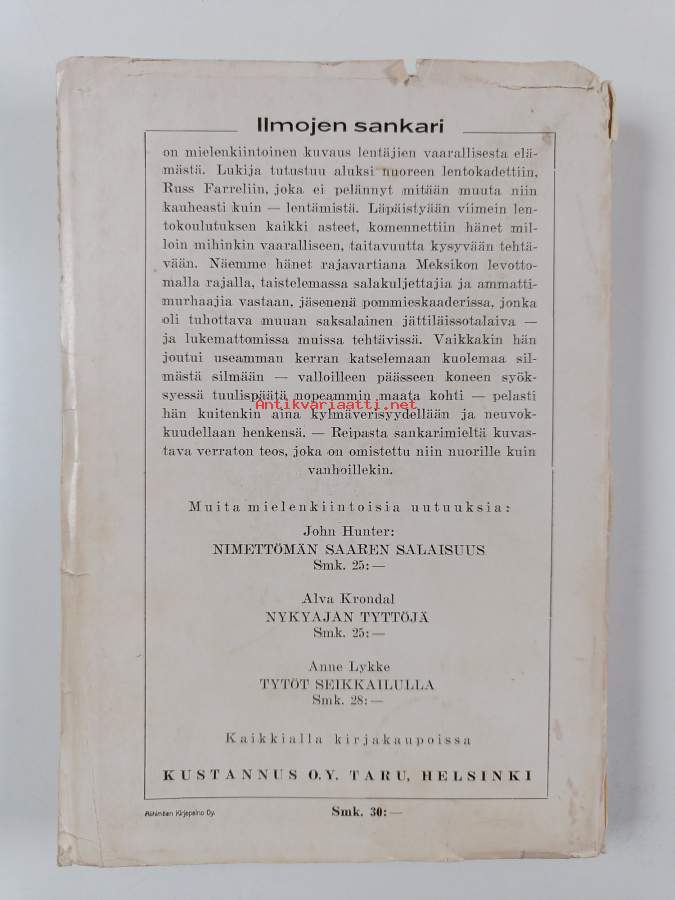 Ilmojen sankari
on mielenkiintoinen kuvaus lentäjien vaarallisesta elä-
mästä. Lukija tutustuu aluksi nuoreen lentokadettiin,
Russ Farreliin, joka ei pelännyt mitään muuta niin
kauheasti kuin — lentämistä. Läpäistyään viimein len-
tokoulutuksen kaikki asteet, komennettiin hänet mil-
loin mihinkin vaaralliseen, taitavuutta kysyvään tehtä-
vään. Näemme hänet rajavartiana Meksikon levotto-
malla rajalla, taistelemassa salakuljettajia ja ammatti-
murhaajia vastaan, jäsenenä pommieskaaderissa, jonka
oli tuhottava muuan saksalainen jättiläissotalaiva —
ja lukemattomissa muissa tehtävissä. Vaikkakin hän
joutui useamman kerran katselemaan kuolemaa sil-
mästä silmään — valloilleen päässeen koneen syök-
syessä tuulispäätä nopeammin maata kohti — pelasti
Antikvariaatti.net
hän kuitenkin aina kylmäverisyydellään ja neuvok-
kuudellaan henkensä. — Reipasta sankarimieltä kuvas-
tava verraton teos, joka on omistettu niin nuorille kuin
vanhoillekin.
Muita mielenkiintoisia uutuuksia:
John Hunter:
NIMETTÖMÄN SAAREN SALAISUUS
Smk. 25: —
Alva Krondal
NYKYAJAN TYTTÖJÄ
Smk. 25: —
Anne Lykke
TYTÖT SEIKKAILULLA
Smk. 28: —
Kaikkialla kirjakaupoissa
KUSTANNUS O.Y. TARU, HELSINKI
Riihimäen Kirjapaino Oy.
Smk. 30: —